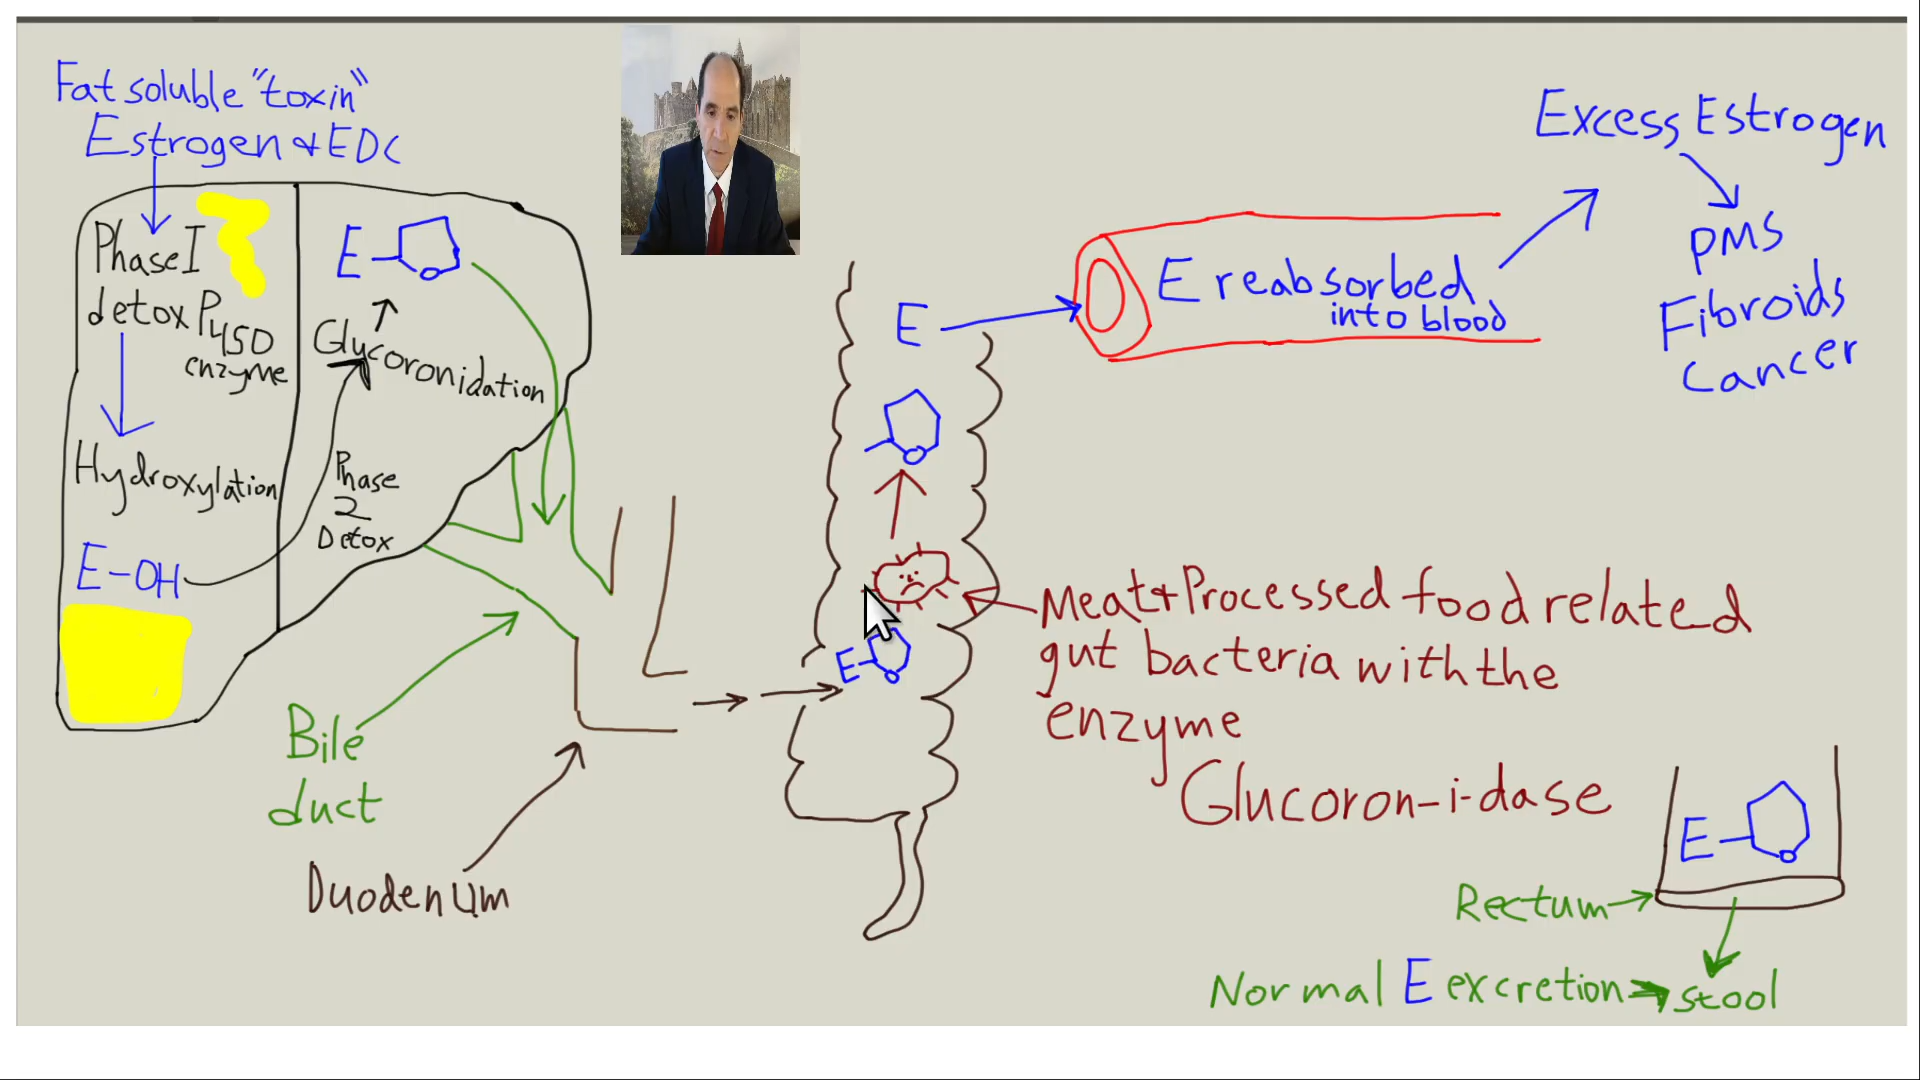 Fat soluble "toxin"
Estrogen & EDC
Phase I
detox P450
enzyme
Hydroxylation
E-OH
E
Glucoronidation
Phase
2
Detox
Bile
duct
Duodenum
E
E
E reabsorbed
into blood
Excess Estrogen
PMS
Fibroids
Cancer
Meat + Processed food related
gut bacteria with the
enzyme
Glucoron-i-dase
E
Rectum
Normal E excretion
stool